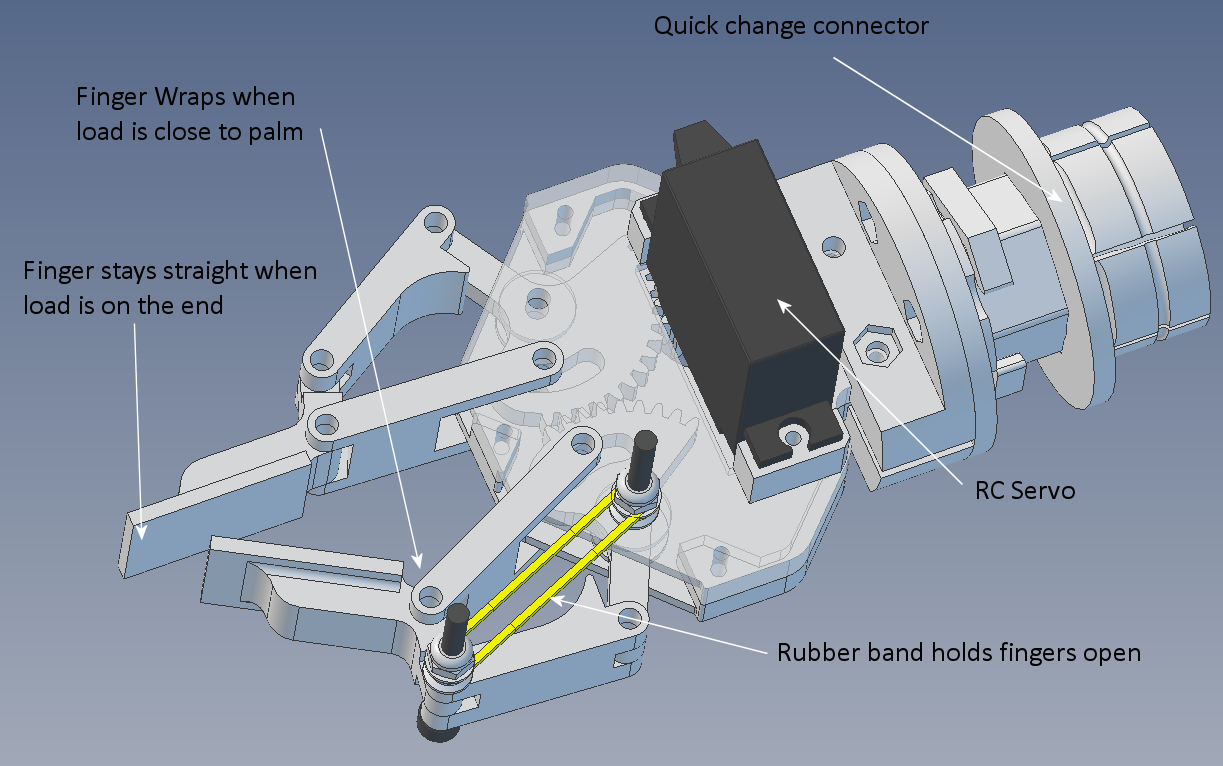 Quick change connector
Finger Wraps when
load is close to palm
Finger stays straight when
load is on the end
RC Servo
Rubber band holds fingers open